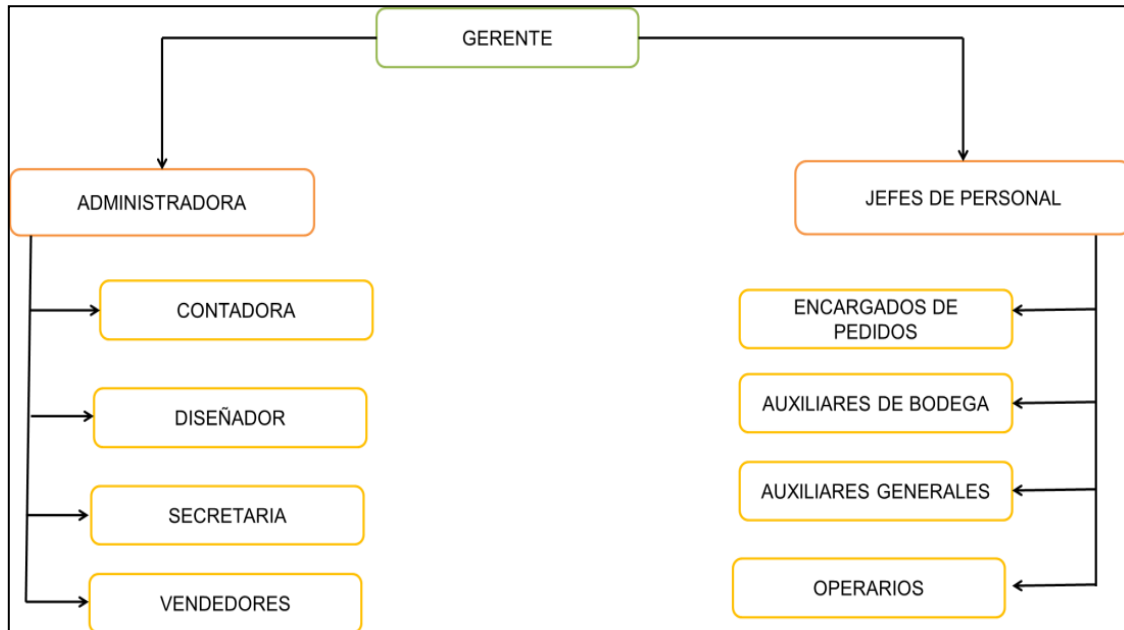 GERENTE
ADMINISTRADORA
JEFES DE PERSONAL
CONTADORA
DISEÑADOR
SECRETARIA
VENDEDORES
ENCARGADOS DE
PEDIDOS
AUXILIARES DE BODEGA
AUXILIARES GENERALES
OPERARIOS